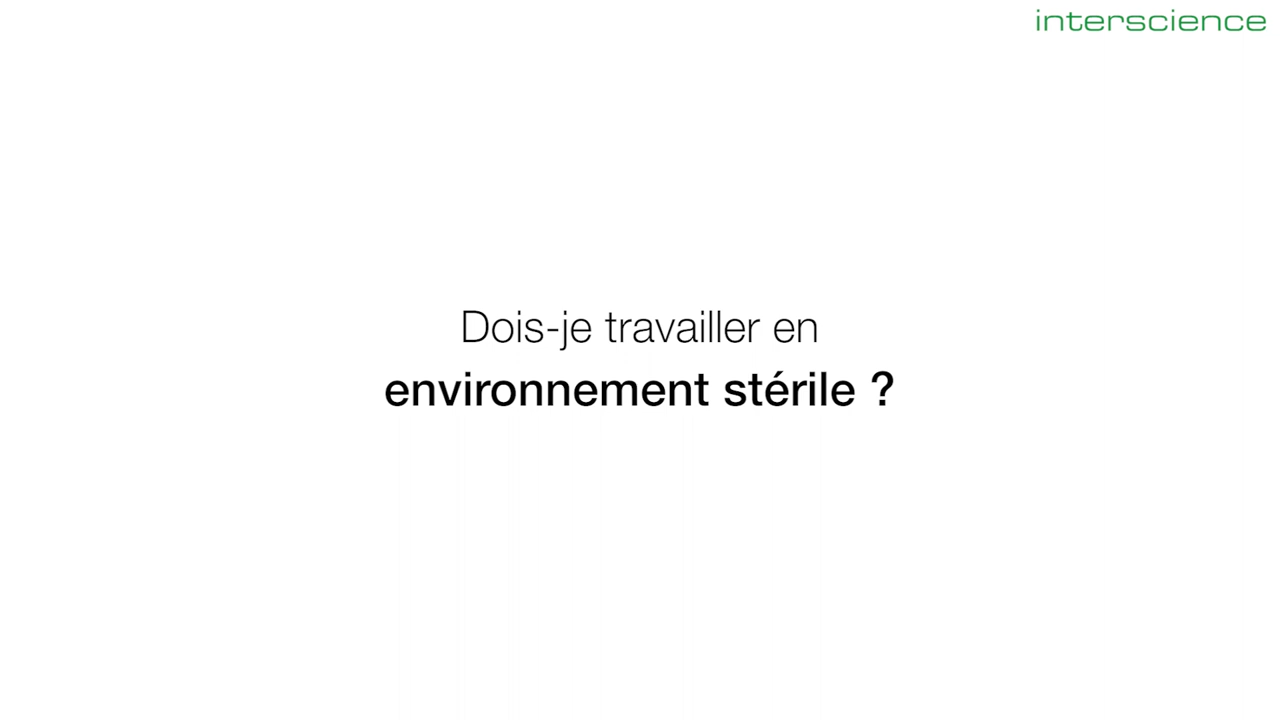 interscience
Dois-je travailler en
environnement stérile ?